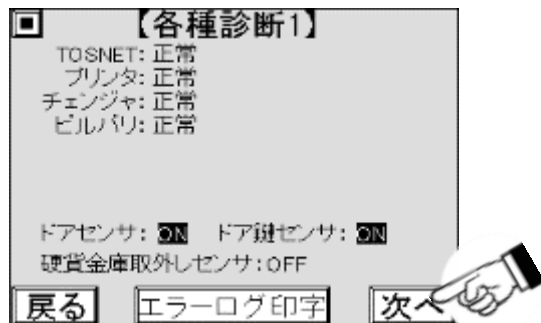 【各種診断1】
TOSNET: 正常
プリンタ: 正常
チェンジャ: 正常
ビルバリ: 正常
ドアセンサ: ON ドア鍵センサ: ON
硬貨金庫取外しセンサ:OFF
戻る エラーログ印字 次へ